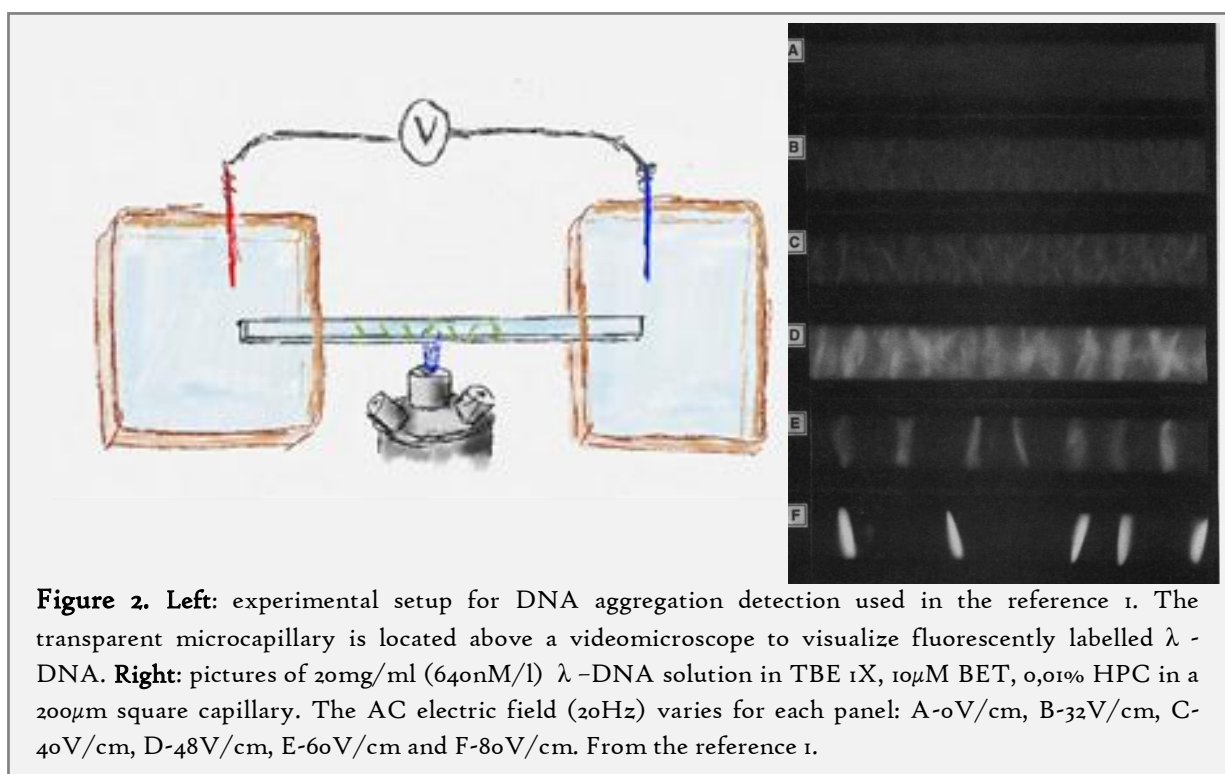 V
A
B
C
D
E
F
Figure 2. Left: experimental setup for DNA aggregation detection used in the reference 1. The
transparent microcapillary is located above a videomicroscope to visualize fluorescently labelled λ -
DNA. Right: pictures of 20mg/ml (640nM/l) λ –DNA solution in TBE 1X, 10μM BET, 0,01% HPC in a
200μm square capillary. The AC electric field (20Hz) varies for each panel: A-0V/cm, B-32V/cm, C-
40V/cm, D-48V/cm, E-60V/cm and F-80V/cm. From the reference 1.